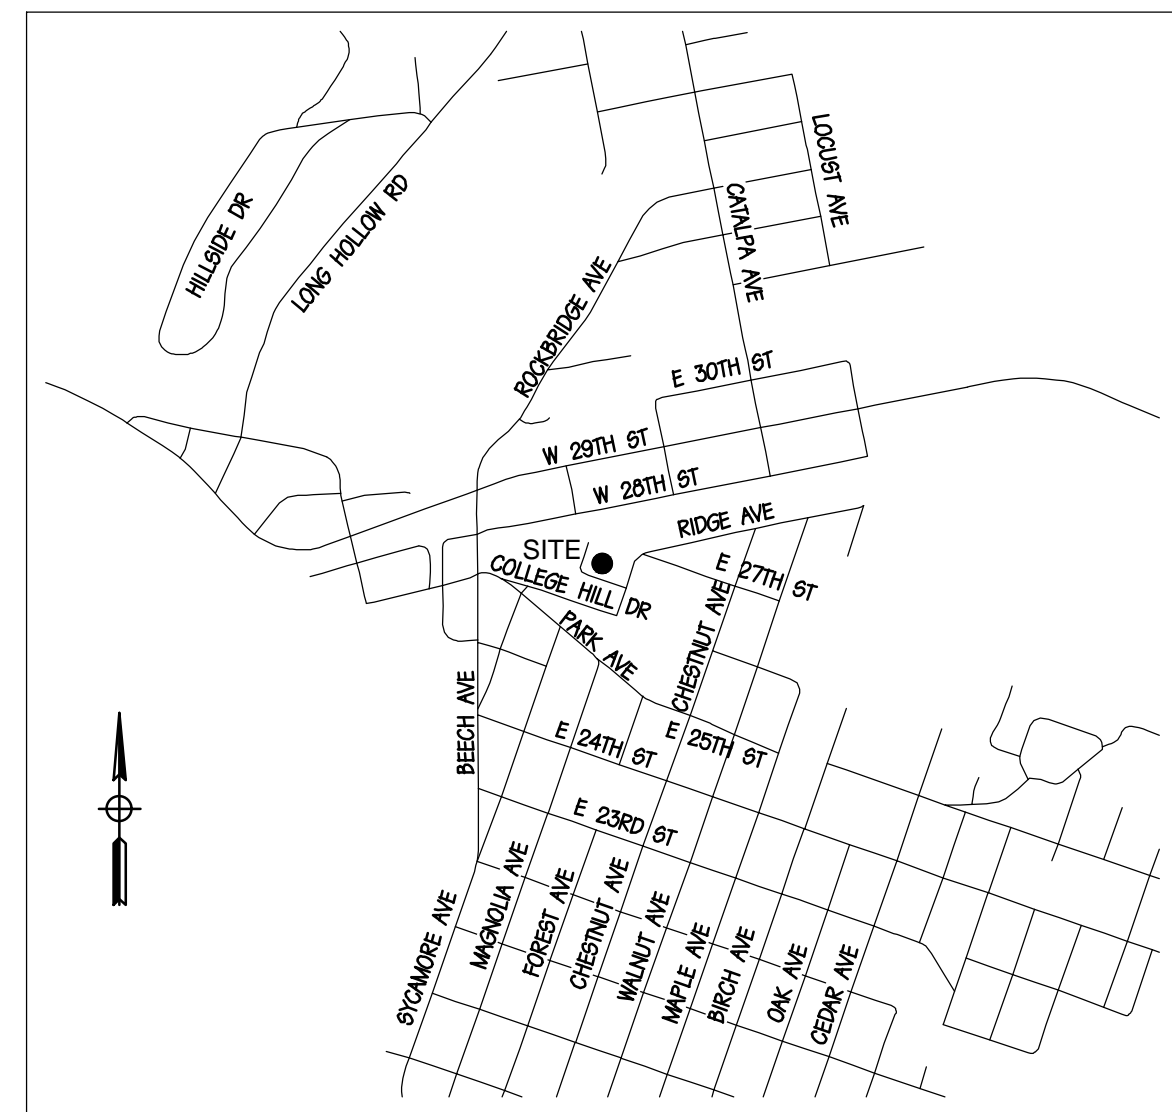 LOCUST AVE
CATALPA AVE
HILLSIDE DR
LONG HOLLOW RD
ROCKBRIDGE AVE
E 30TH ST
W 29TH ST
W 28TH ST
RIDGE AVE
SITE
COLLEGE HILL DR
E 27TH ST
PARK AVE
CHESTNUT AVE
BEECH AVE
E 24TH ST
E 25TH ST
E 23RD ST
SYCAMORE AVE
MAGNOLIA AVE
FOREST AVE
CHESTNUT AVE
WALNUT AVE
MAPLE AVE
BIRCH AVE
OAK AVE
CEDAR AVE